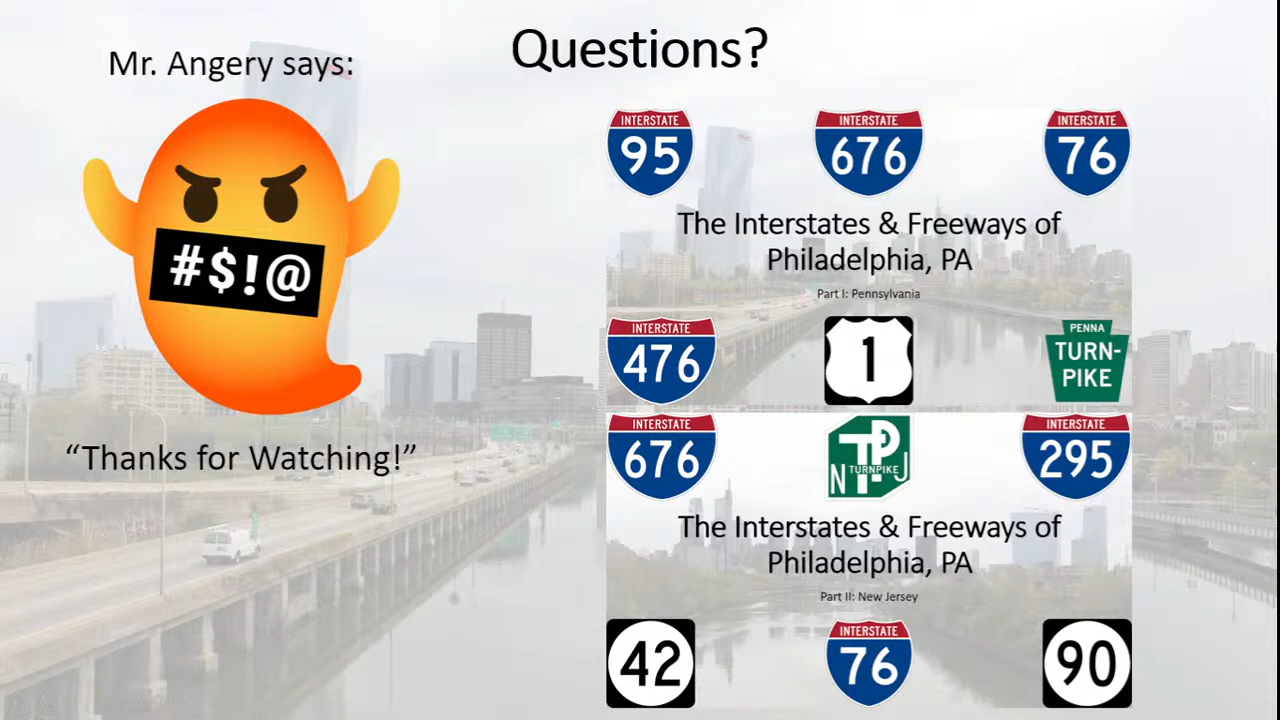 Questions?
Mr. Angery says:
#$!@
“Thanks for Watching!”
INTERSTATE
95
INTERSTATE
676
INTERSTATE
76
The Interstates & Freeways of
Philadelphia, PA
Part I: Pennsylvania
INTERSTATE
476
1
PENNA
TURN-
PIKE
INTERSTATE
676
TP
N TURNPIKE J
INTERSTATE
295
The Interstates & Freeways of
Philadelphia, PA
Part II: New Jersey
42
INTERSTATE
76
90